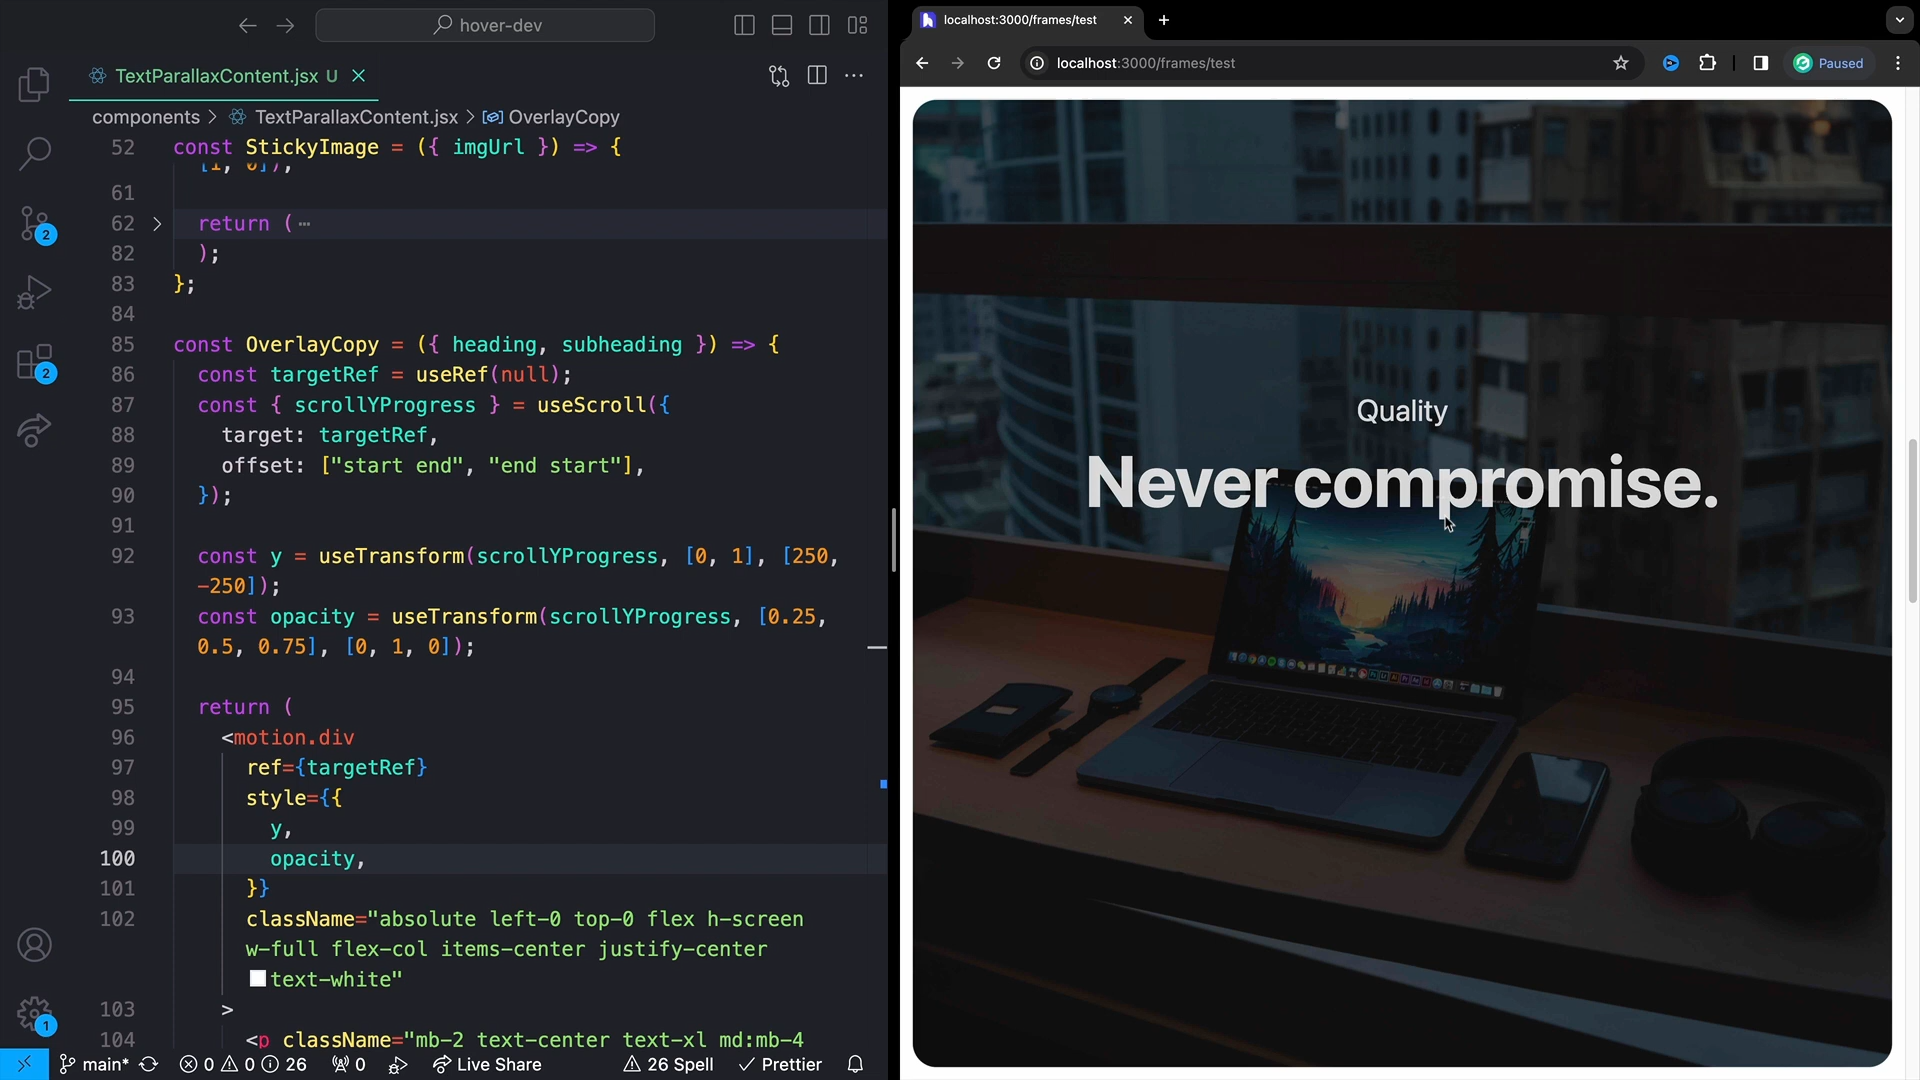 hover-dev
TextParallaxContent.jsx U
components > TextParallaxContent.jsx > OverlayCopy
52 const StickyImage = ({ imgUrl }) => {
[1, 0]),
61
62 return (
82 );
83 };
84
85 const OverlayCopy = ({ heading, subheading }) => {
86 const targetRef = useRef(null);
87 const { scrollYProgress } = useScroll({
88 target: targetRef,
89 offset: ["start end", "end start"],
90 });
91
92 const y = useTransform(scrollYProgress, [0, 1], [250,
-250]);
93 const opacity = useTransform(scrollYProgress, [0.25,
0.5, 0.75], [0, 1, 0]);
94
95 return (
96 <motion.div
97 ref={targetRef}
98 style={{
99 y,
100 opacity,
101 }}
102 className="absolute left-0 top-0 flex h-screen
w-full flex-col items-center justify-center
text-white"
103 >
104 <p className="mb-2 text-center text-xl md:mb-4
2
2
1
main* 0 0 26 0 Live Share 26 Spell Prettier
localhost:3000/frames/test
localhost:3000/frames/test
Paused
Quality
Never compromise.